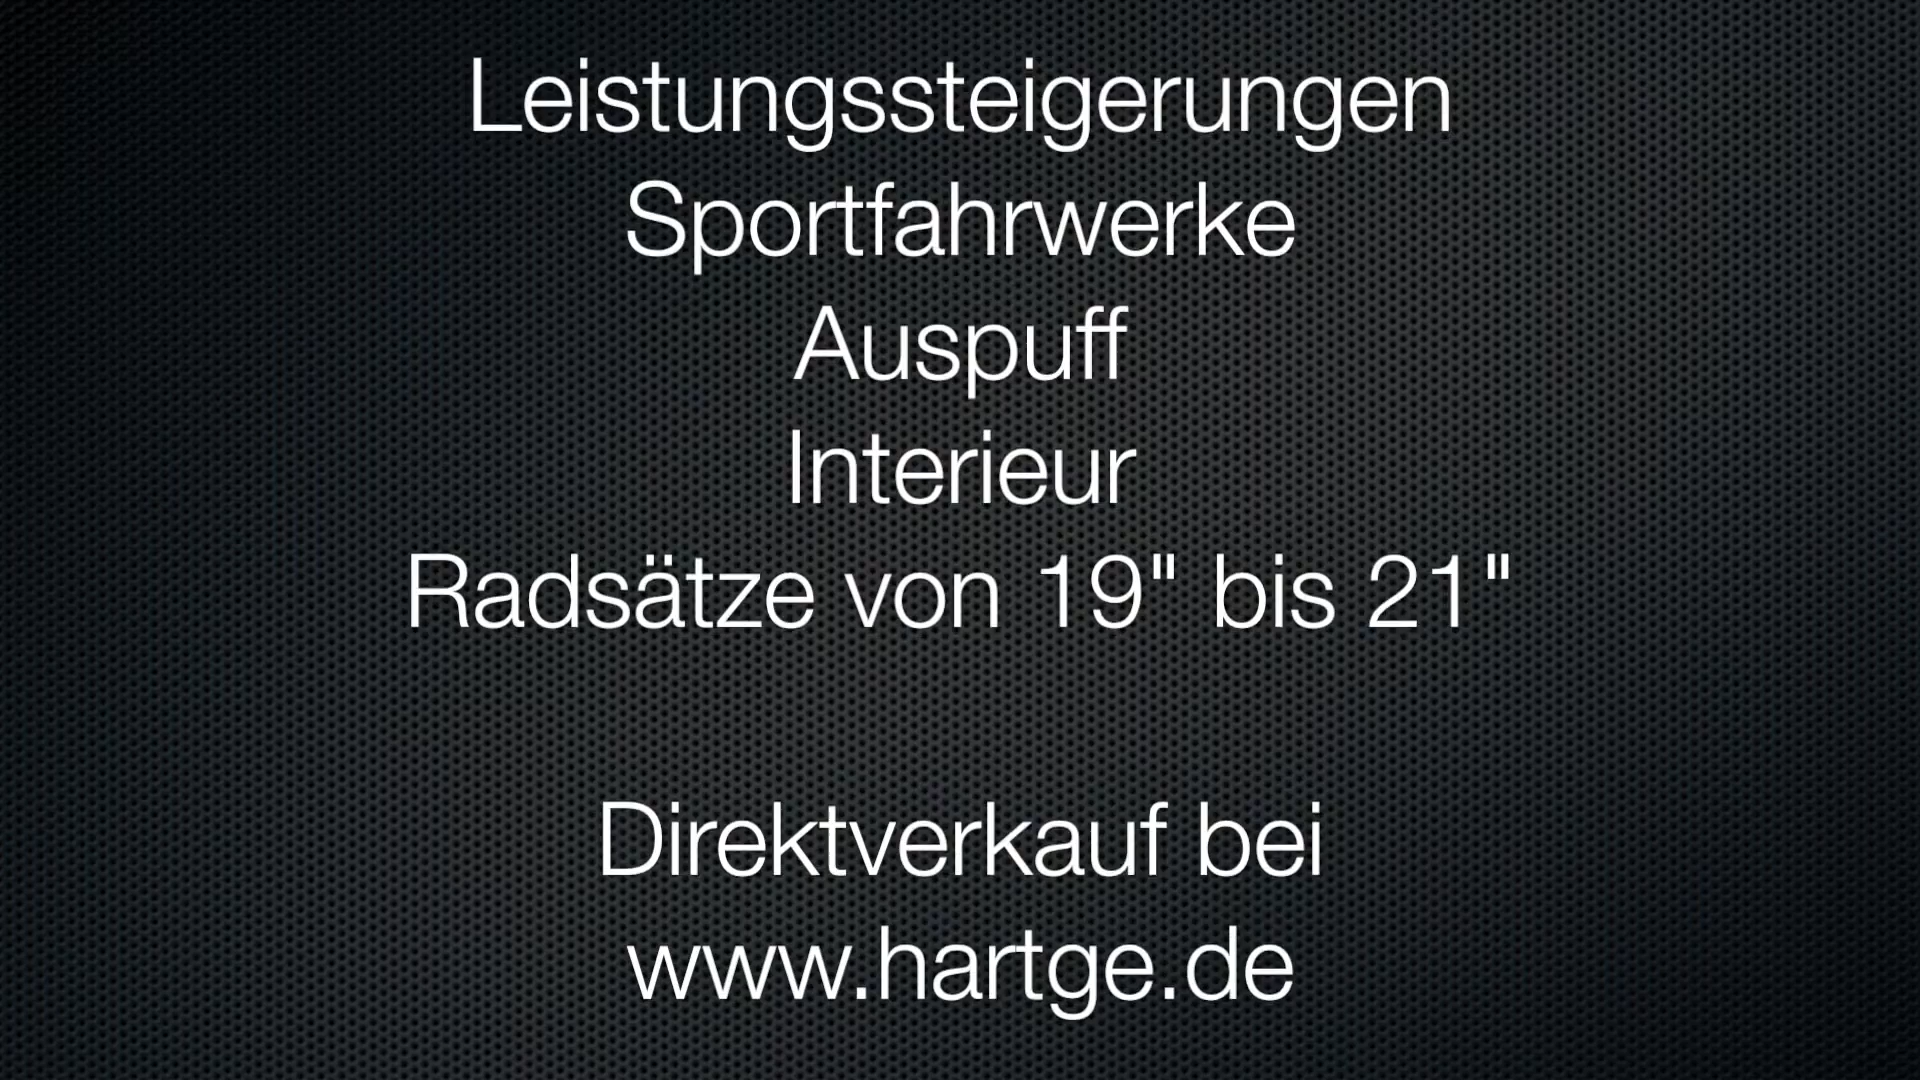 Leistungssteigerungen
Sportfahrwerke
Auspuff
Interieur
Radsätze von 19" bis 21"
Direktverkauf bei
www.hartge.de